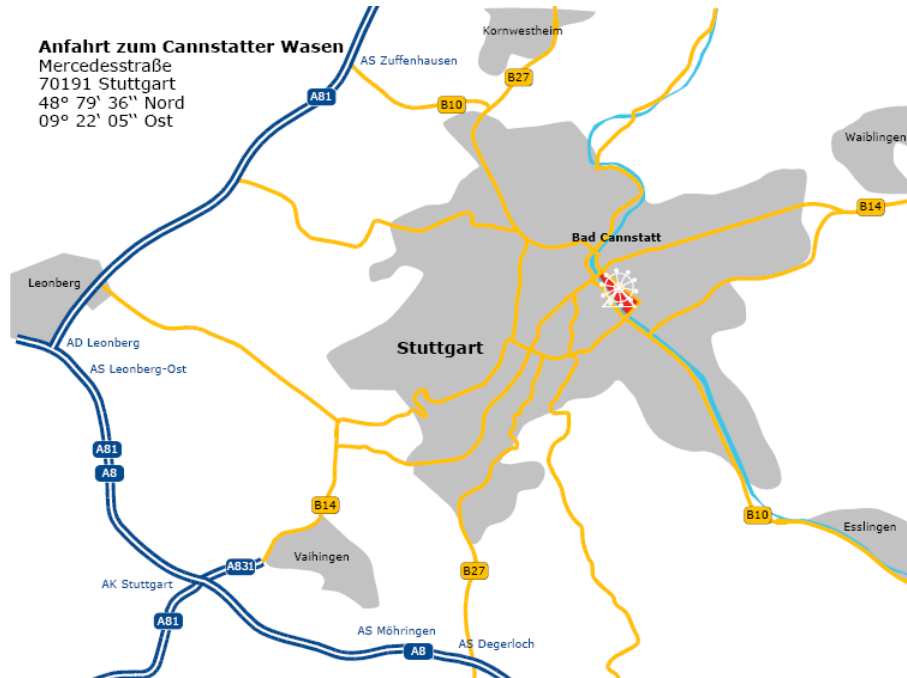 Anfahrt zum Cannstatter Wasen
Mercedesstraße
70191 Stuttgart
48° 79‘ 36‘‘ Nord
09° 22‘ 05‘‘ Ost
Kornwestheim
AS Zuffenhausen
B27
A81
B10
Waiblingen
B14
Bad Cannstatt
Leonberg
AD Leonberg
Stuttgart
AS Leonberg-Ost
A81
A8
B14
B10
Esslingen
Vaihingen
A831
B27
AK Stuttgart
A81
AS Möhringen
AS Degerloch
A8